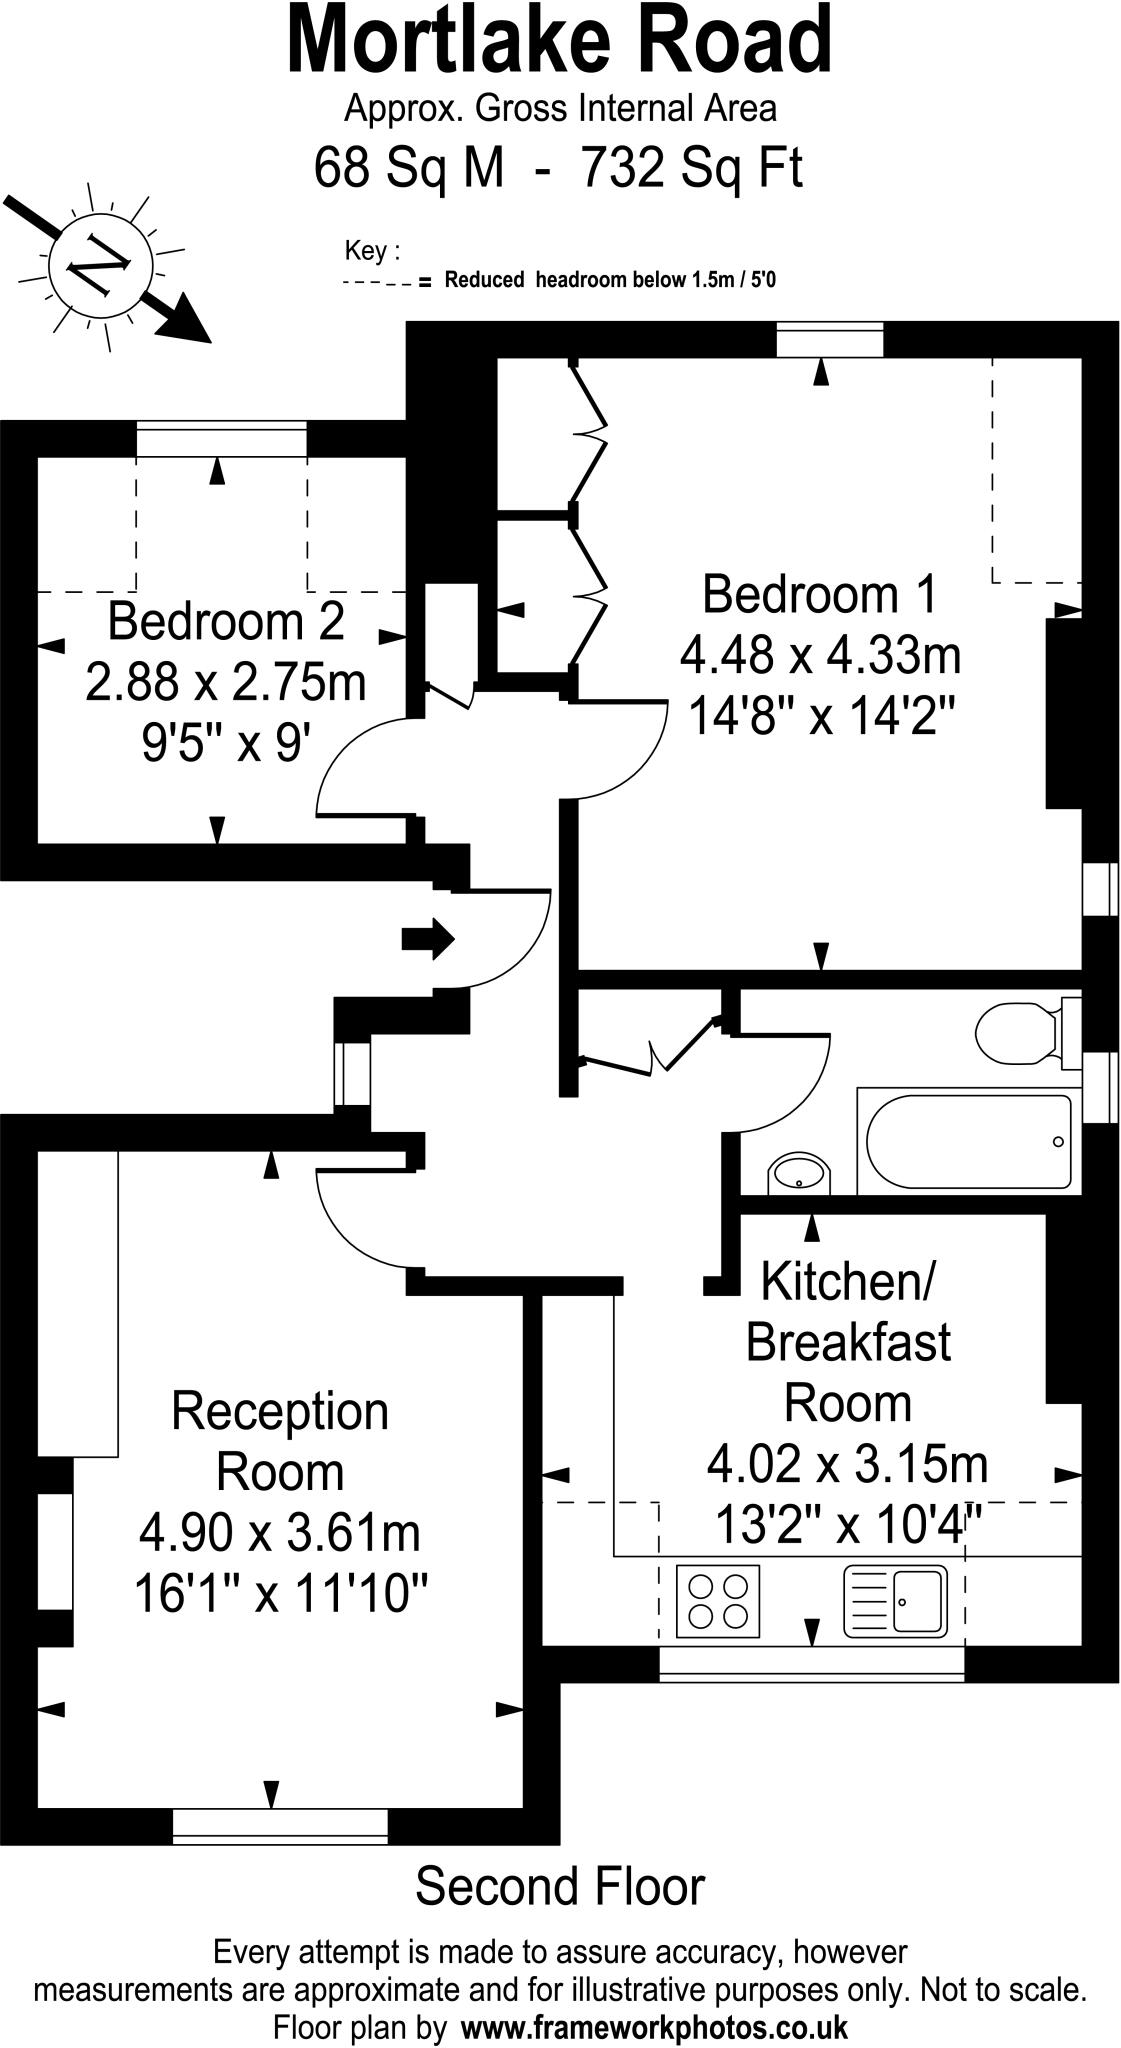 Mortlake Road
Approx. Gross Internal Area
68 Sq M - 732 Sq Ft
N
Key :
= Reduced headroom below 1.5m / 5'0
Bedroom 1
4.48 x 4.33m
14'8" x 14'2"
Bedroom 2
2.88 x 2.75m
9'5" x 9'
Kitchen/
Breakfast
Room
4.02 x 3.15m
13'2" x 10'4"
Reception
Room
4.90 x 3.61m
16'1" x 11'10"
Second Floor
Every attempt is made to assure accuracy, however
measurements are approximate and for illustrative purposes only. Not to scale.
Floor plan by www.frameworkphotos.co.uk